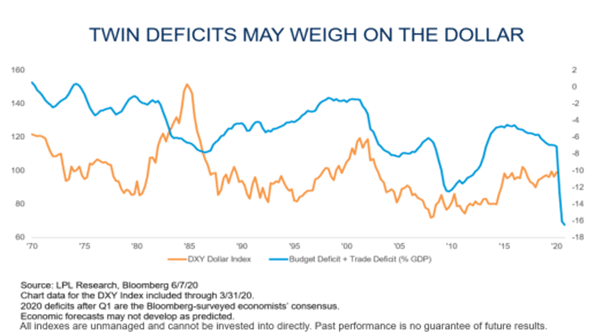 TWIN DEFICITS MAY WEIGH ON THE DOLLAR
160 2
140 0
120 -2
100 -4
80 -6
60 -8
-10
-12
-14
-16
-18
'70 '75 '80 '85 '90 '95 '00 '05 '10 '15 '20
DXY Dollar Index Budget Deficit + Trade Deficit (% GDP)
Source: LPL Research, Bloomberg 6/7/20
Chart data for the DXY Index included through 3/31/20.
2020 deficits after Q1 are the Bloomberg-surveyed economists' consensus.
Economic forecasts may not develop as predicted.
All indexes are unmanaged and cannot be invested into directly. Past performance is no guarantee of future results.